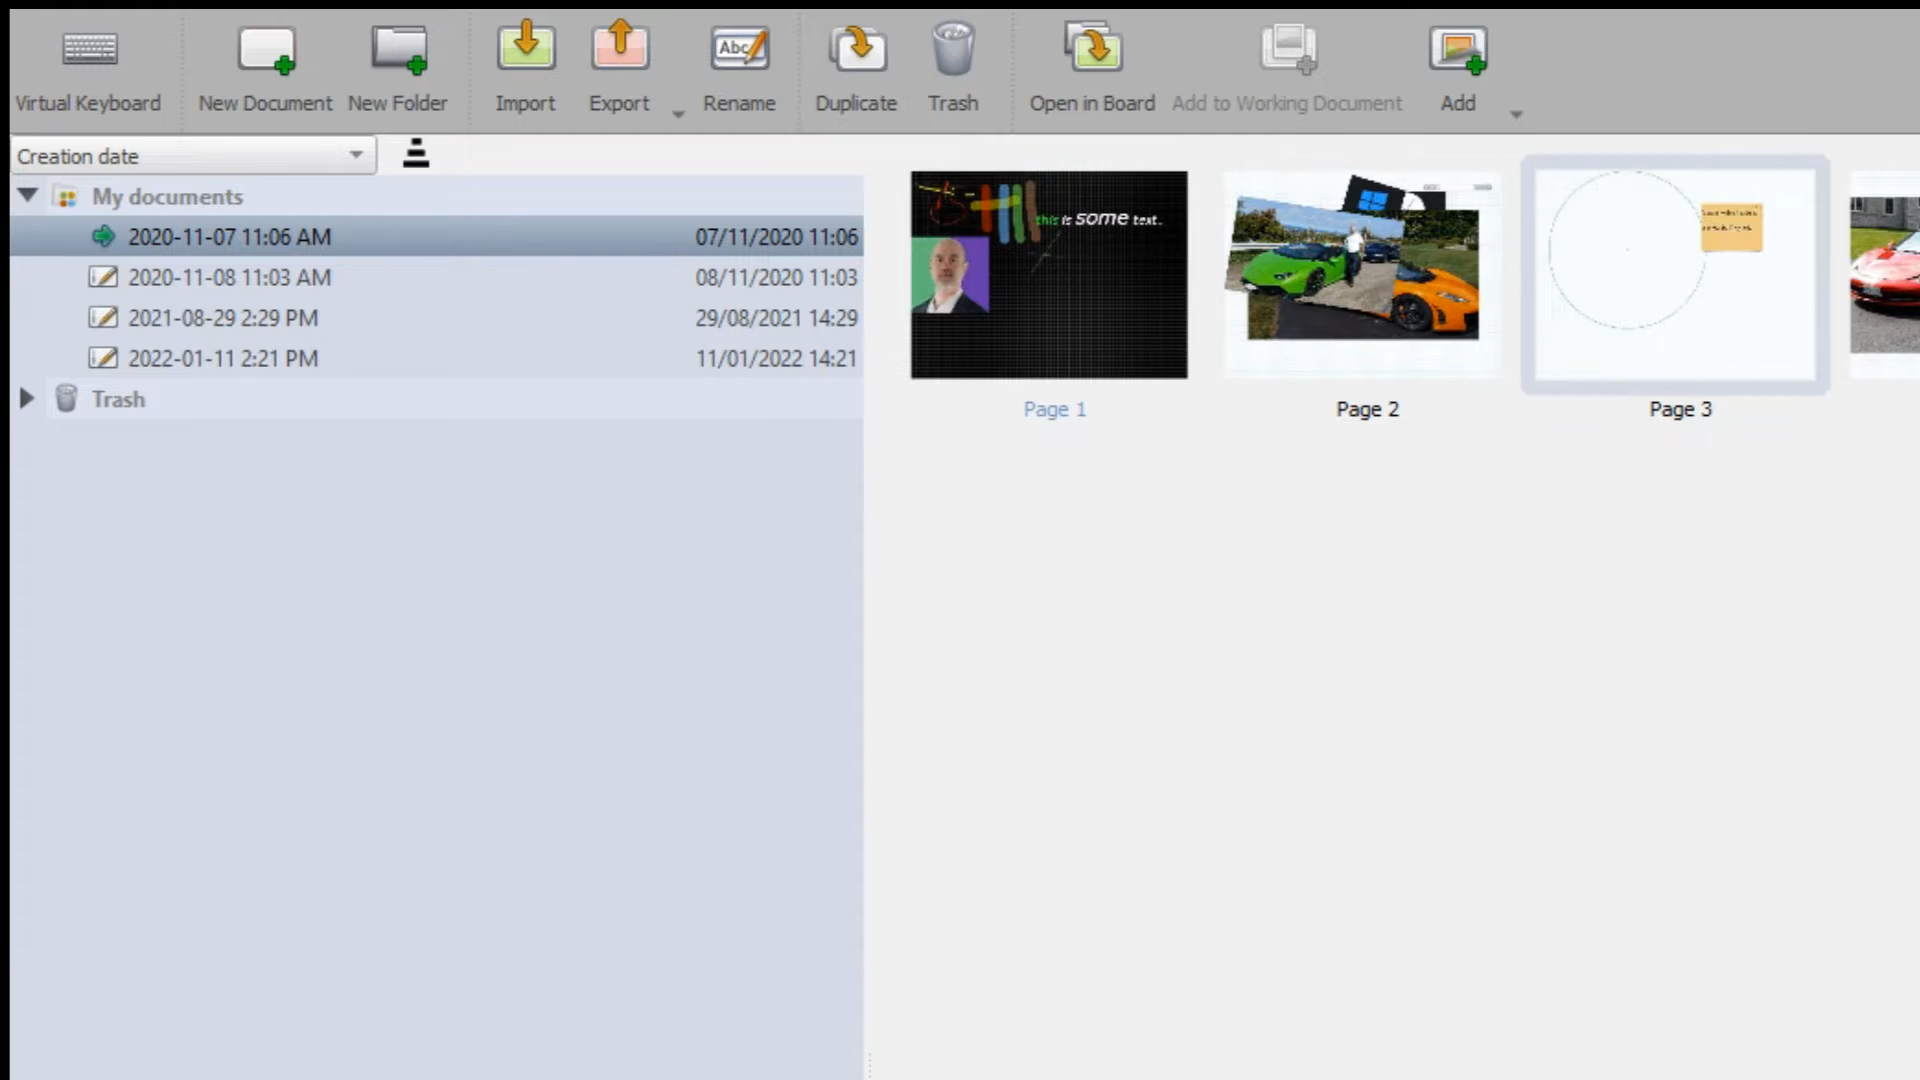 Virtual Keyboard
New Document
New Folder
Import
Export
Rename
Duplicate
Trash
Open in Board
Add to Working Document
Add
Creation date
My documents
2020-11-07 11:06 AM 07/11/2020 11:06
2020-11-08 11:03 AM 08/11/2020 11:03
2021-08-29 2:29 PM 29/08/2021 14:29
2022-01-11 2:21 PM 11/01/2022 14:21
Trash
Abc
this is some text.
Page 1
Page 2
Page 3